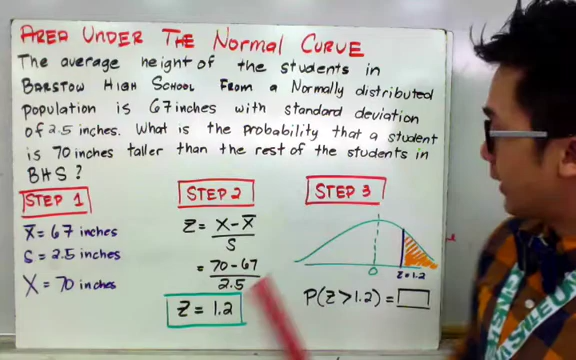 AREA UNDER THE NORMAL CURVE
The average height of the students in
BARSTOW HIGH SCHOOL FROM A NORMALLY distributed
population is 67 inches with standard deviation
of 2.5 inches. What is the probability that a student
is 70 inches taller than the rest of the students in
BHS?
STEP 1
X̅ = 67 inches
S = 2.5 inches
X = 70 inches
STEP 2
Z = X - X̅
S
= 70 - 67
2.5
Z = 1.2
STEP 3
0
Z = 1.2
P(Z > 1.2) =